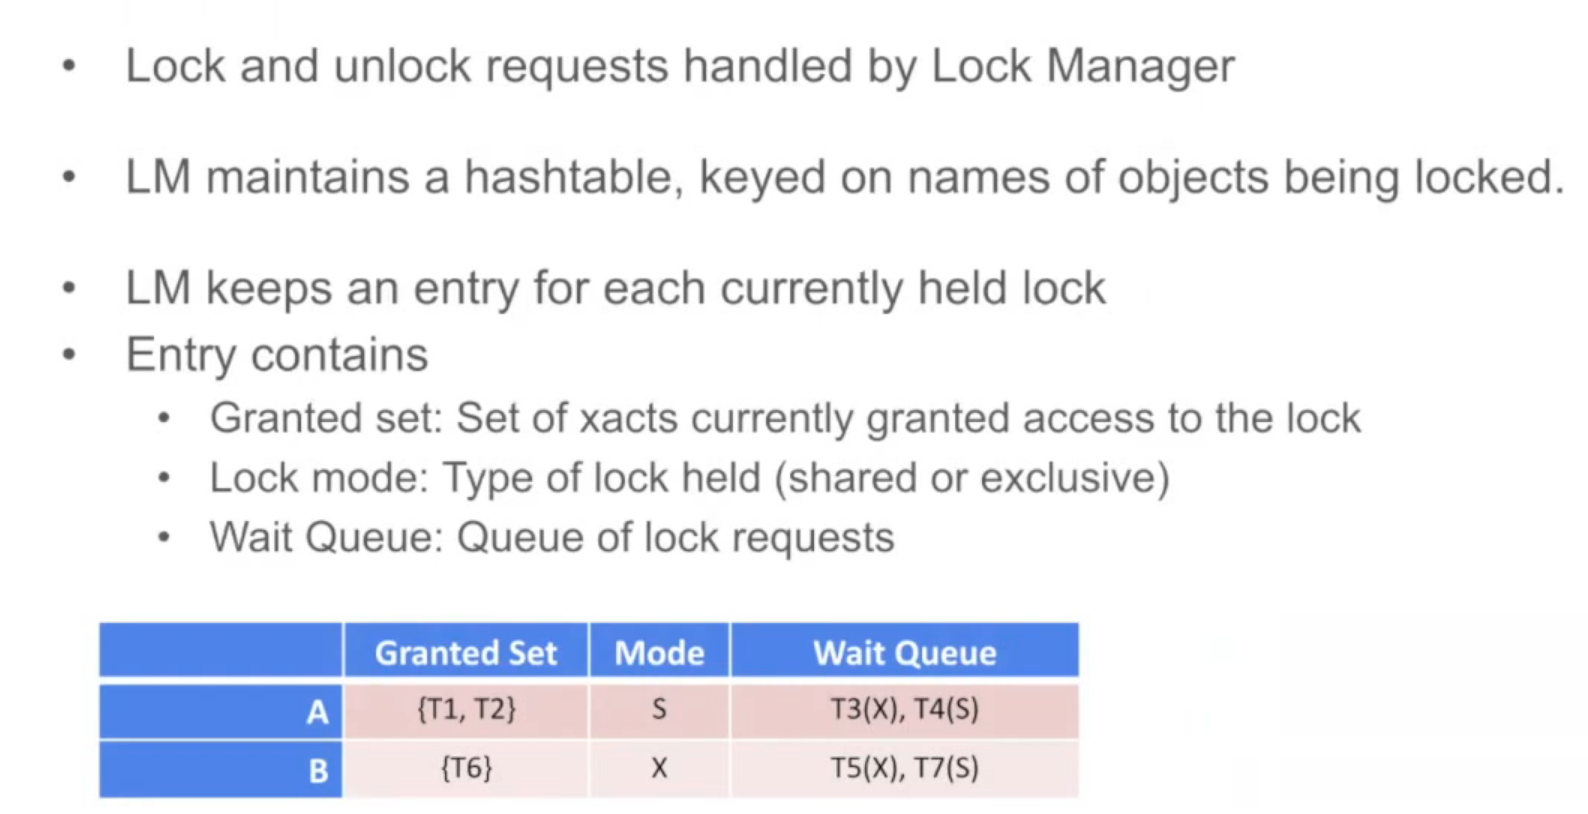 • Lock and unlock requests handled by Lock Manager
• LM maintains a hashtable, keyed on names of objects being locked.
• LM keeps an entry for each currently held lock
• Entry contains
• Granted set: Set of xacts currently granted access to the lock
• Lock mode: Type of lock held (shared or exclusive)
• Wait Queue: Queue of lock requests
Granted Set Mode Wait Queue
A {T1, T2} S T3(X), T4(S)
B {T6} X T5(X), T7(S)